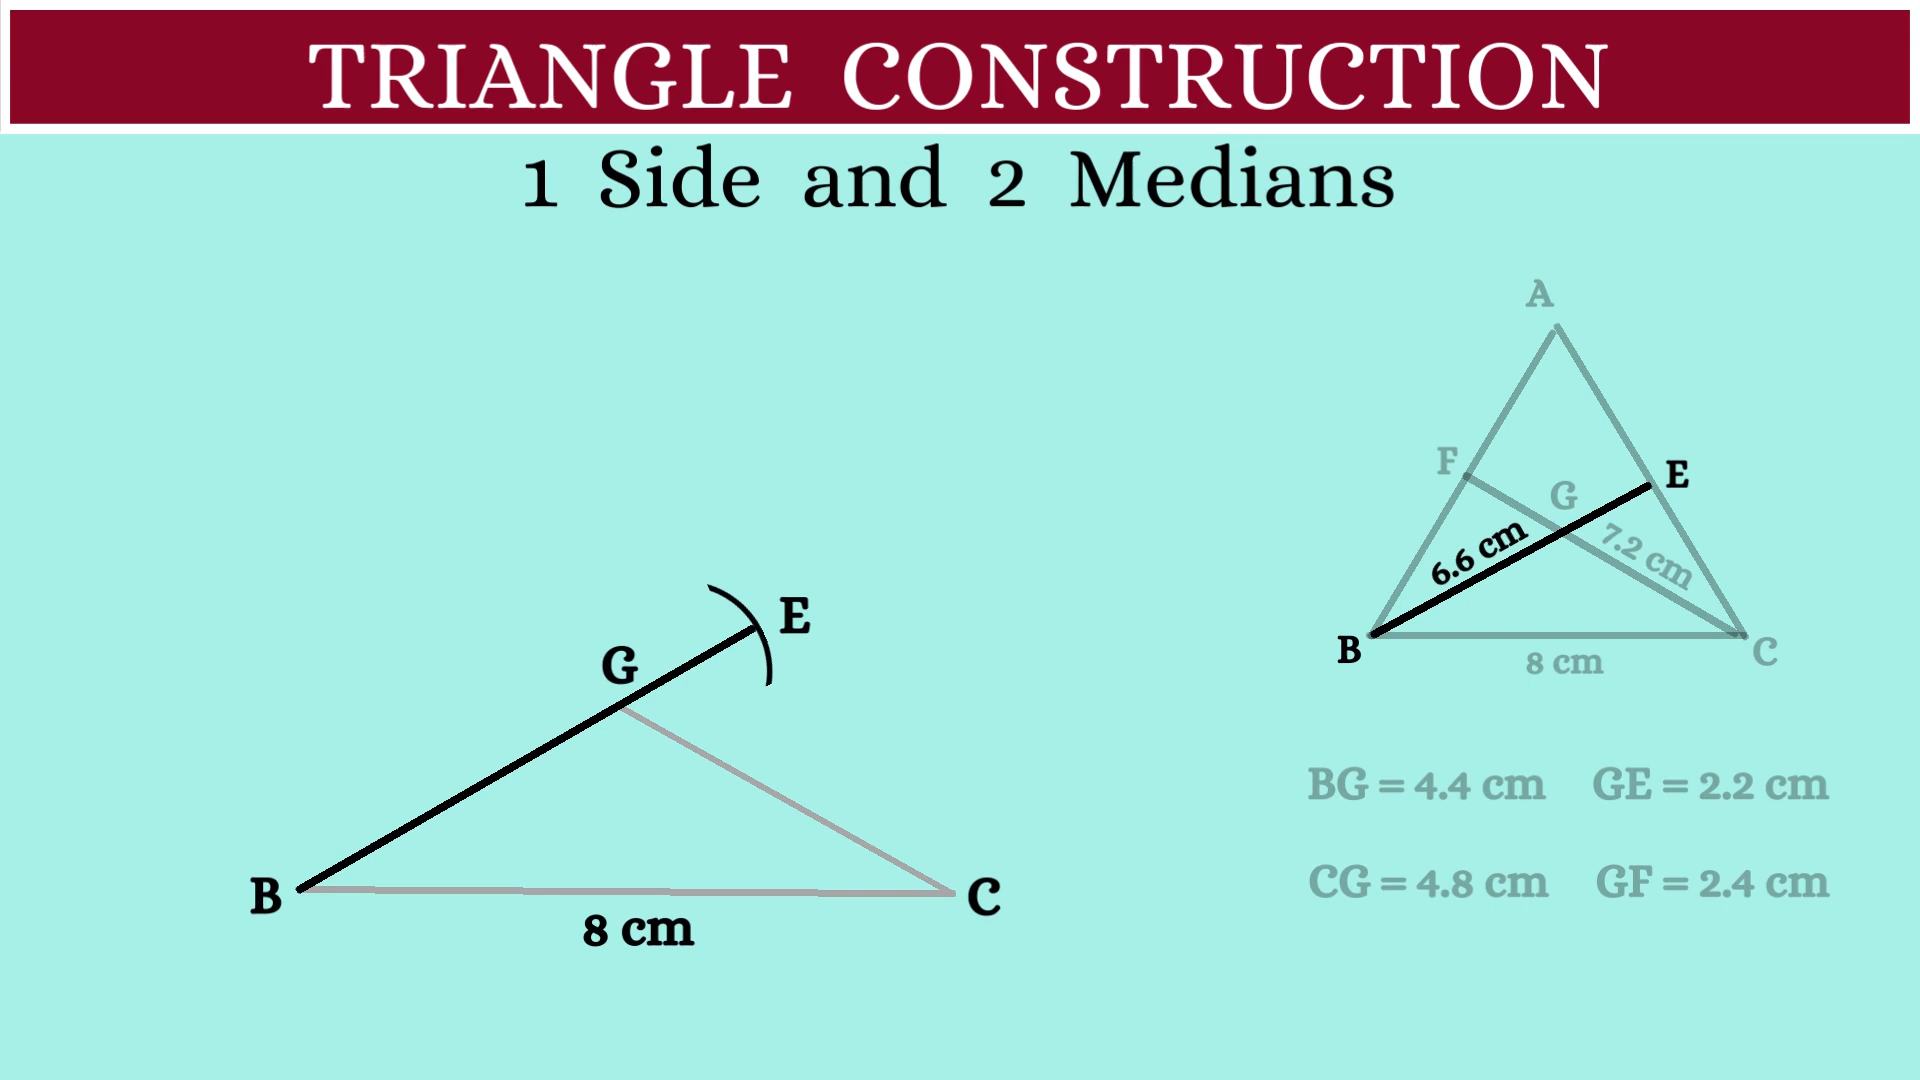 TRIANGLE CONSTRUCTION
1 Side and 2 Medians
A
F
E
G
6.6 cm
7.2 cm
B
C
8 cm
E
G
B
C
8 cm
BG = 4.4 cm GE = 2.2 cm
CG = 4.8 cm GF = 2.4 cm